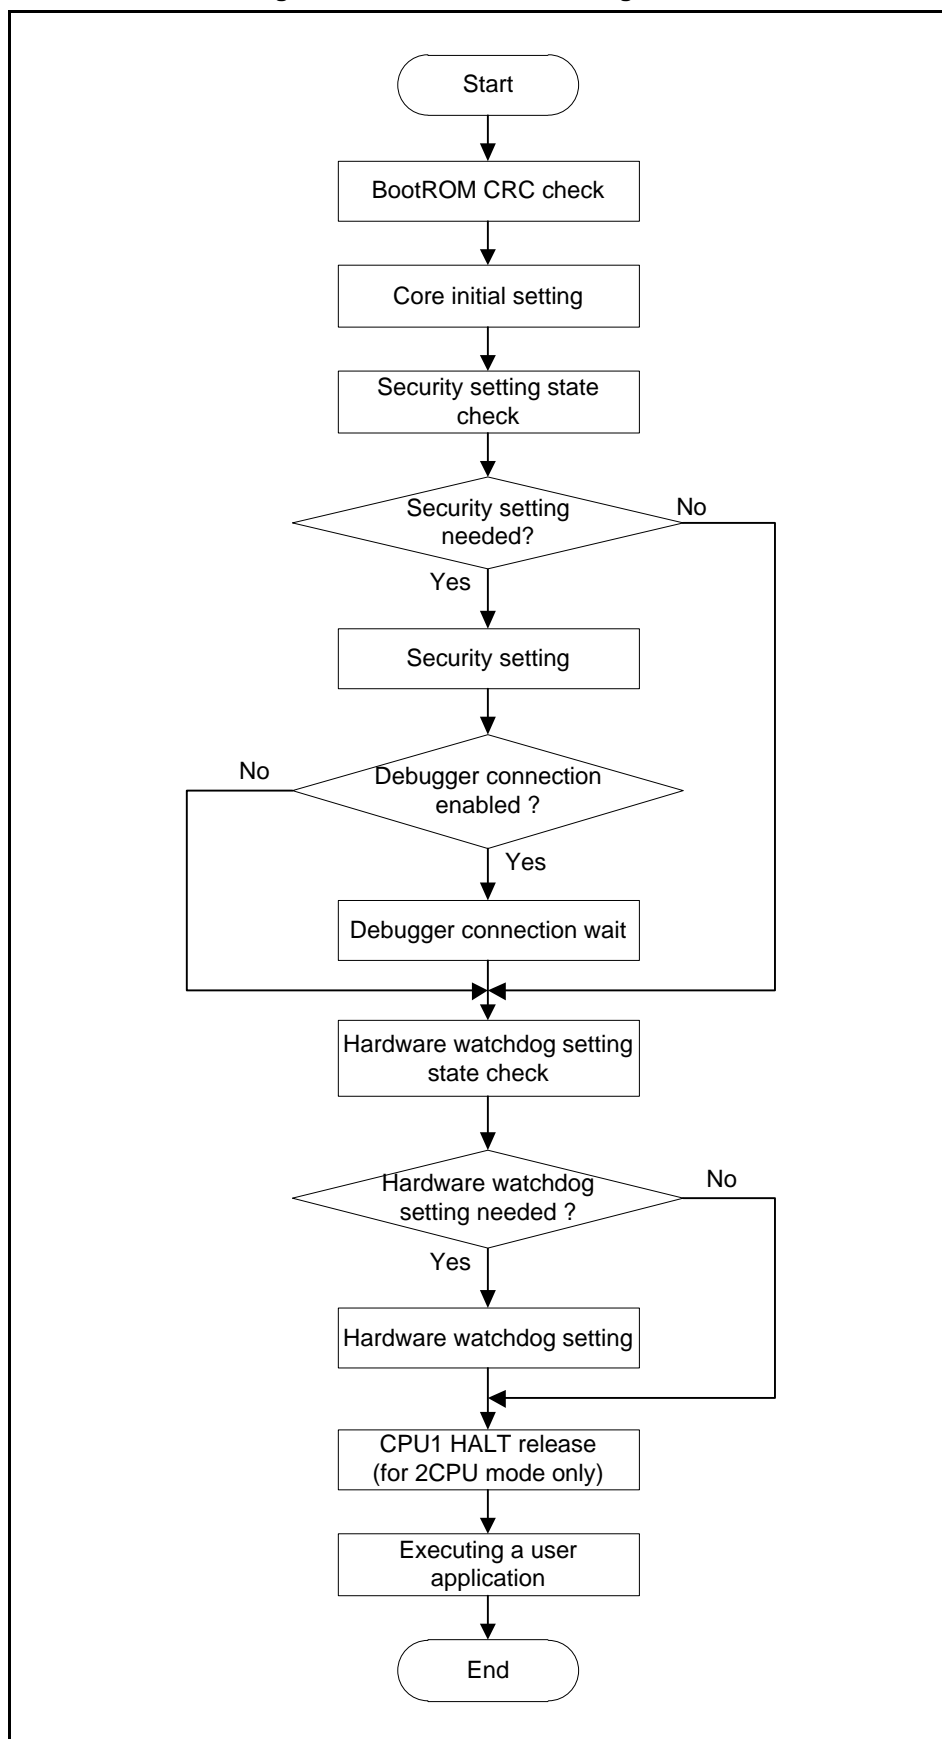 Start
BootROM CRC check
Core initial setting
Security setting state
check
Security setting
needed?
No
Yes
Security setting
No
Debugger connection
enabled ?
Yes
Debugger connection wait
Hardware watchdog setting
state check
Hardware watchdog
setting needed ?
No
Yes
Hardware watchdog setting
CPU1 HALT release
(for 2CPU mode only)
Executing a user
application
End